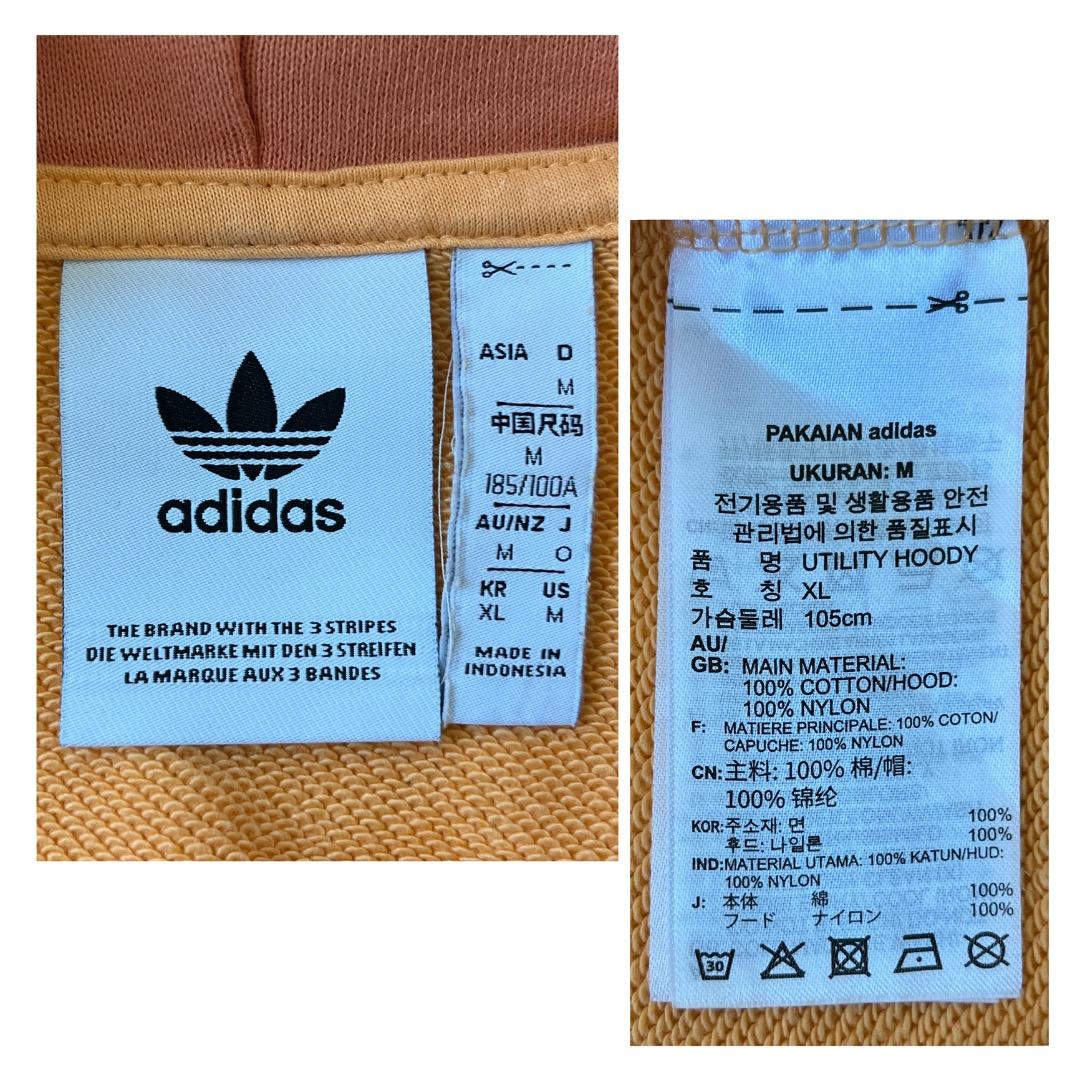 adidas
THE BRAND WITH THE 3 STRIPES
DIE WELTMARKE MIT DEN 3 STREIFEN
LA MARQUE AUX 3 BANDES
ASIA D
M
中国尺码
M
185/100A
AU/NZ J
M O
KR US
XL M
MADE IN
INDONESIA
PAKAIAN adidas
UKURAN: M
전기용품 및 생활용품 안전
관리법에 의한 품질표시
품 명 UTILITY HOODY
호 칭 XL
가슴둘레 105cm
AU/
GB: MAIN MATERIAL:
100% COTTON/HOOD:
100% NYLON
F: MATIERE PRINCIPALE: 100% COTON/
CAPUCHE: 100% NYLON
CN: 主料: 100% 棉/帽:
100% 锦纶
KOR: 주소재: 면 100%
후드: 나일론 100%
IND: MATERIAL UTAMA: 100% KATUN/HUD:
100% NYLON
J: 本体 綿 100%
フード ナイロン 100%
30